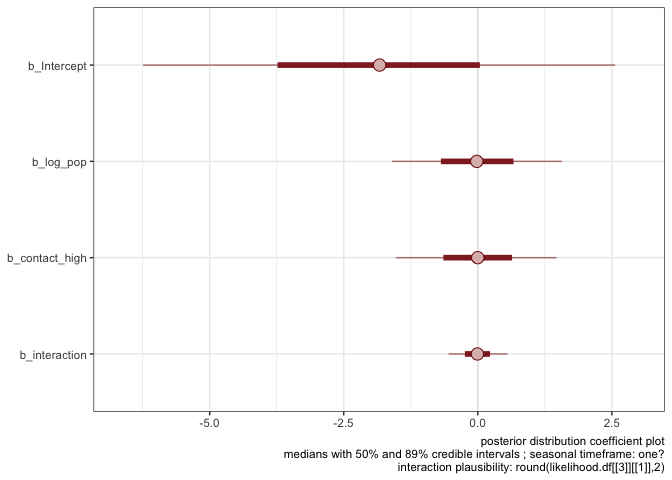 b_Intercept
b_log_pop
b_contact_high
b_interaction
-5.0 -2.5 0.0 2.5
posterior distribution coefficient plot
medians with 50% and 89% credible intervals ; seasonal timeframe: one?
interaction plausibility: round(likelihood.df[[3]][[1]],2)